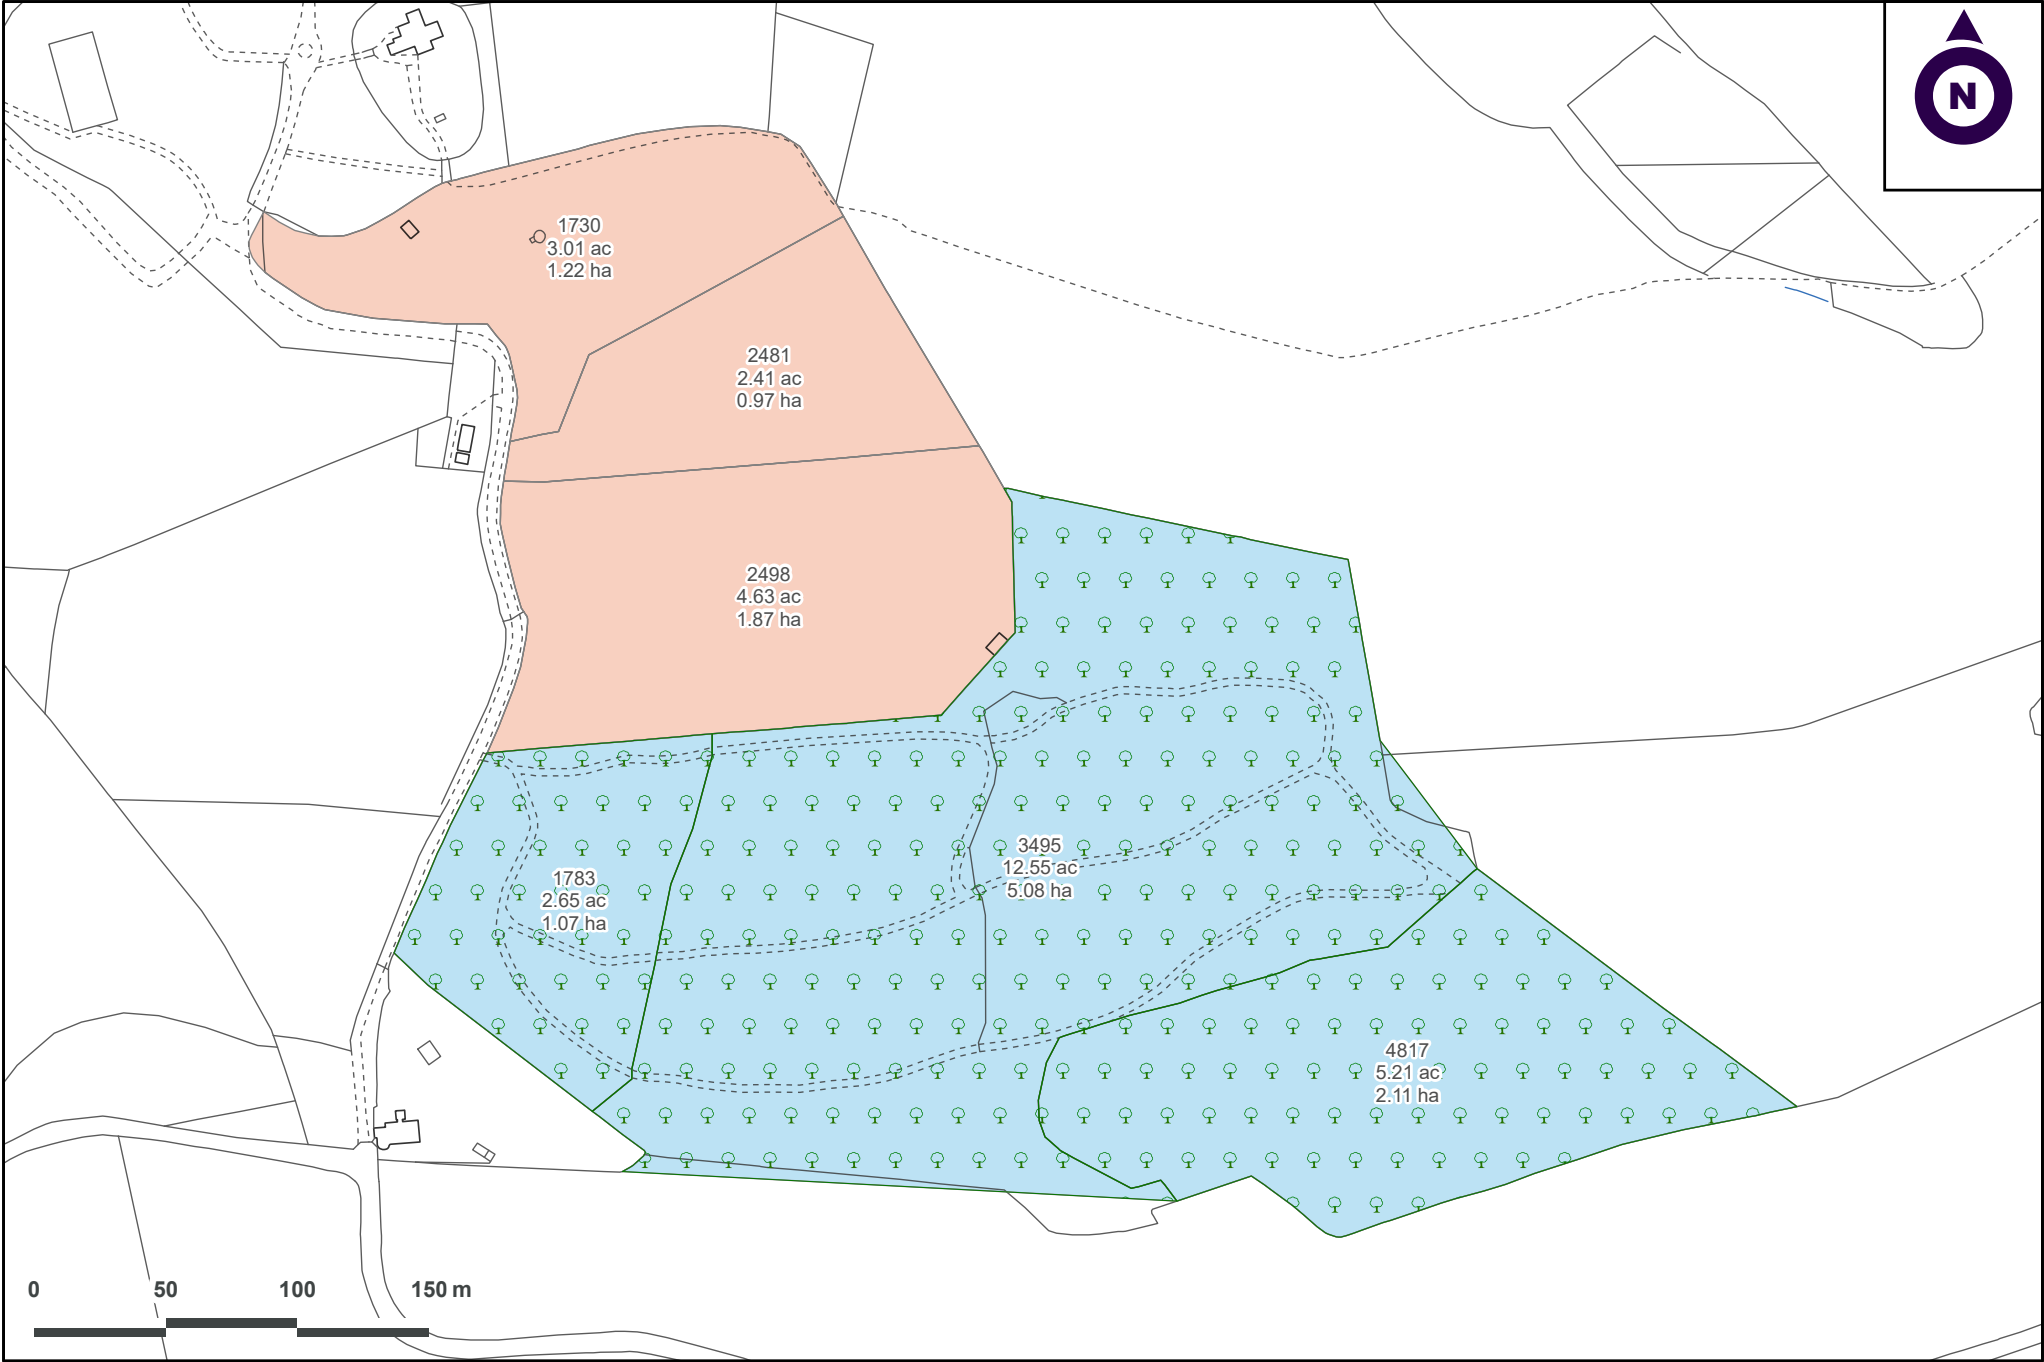 N
1730
3.01 ac
1.22 ha
2481
2.41 ac
0.97 ha
2498
4.63 ac
1.87 ha
3495
12.55 ac
5.08 ha
1783
2.65 ac
1.07 ha
4817
5.21 ac
2.11 ha
0 50 100 150 m